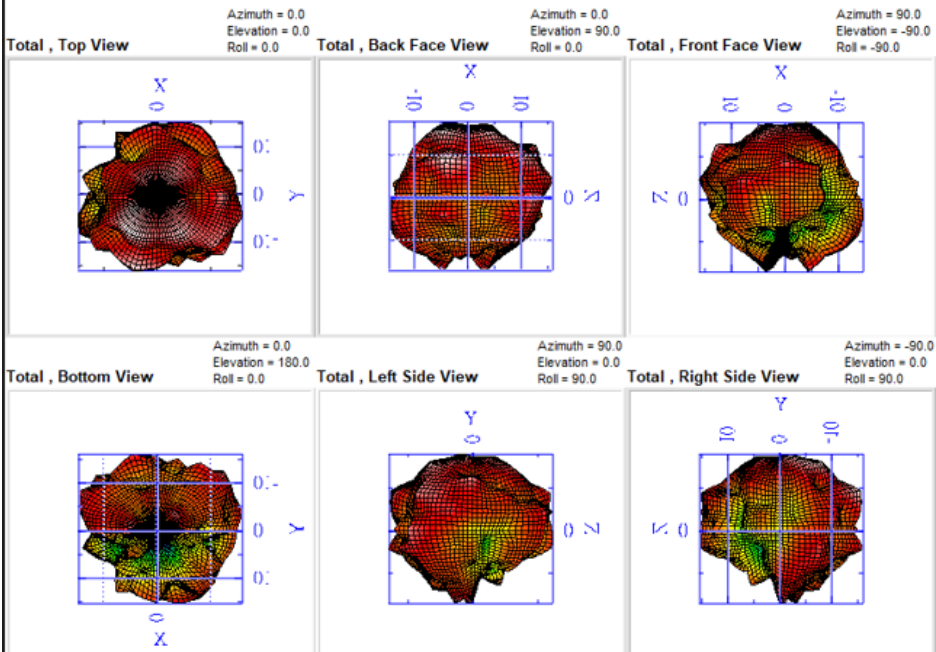 Azimuth = 0.0
Elevation = 0.0
Total , Top View Roll = 0.0
X
0
0
Y
Azimuth = 0.0
Elevation = 90.0
Total , Back Face View Roll = 0.0
X
-10 0 10
0 Z
Azimuth = 90.0
Elevation = -90.0
Total , Front Face View Roll = -90.0
X
10 0 -10
Z 0
Azimuth = 0.0
Elevation = 180.0
Total , Bottom View Roll = 0.0
0 Y
0
X
Azimuth = 90.0
Elevation = 0.0
Total , Left Side View Roll = 90.0
Y
0
0 Z
Azimuth = -90.0
Elevation = 0.0
Total , Right Side View Roll = 90.0
Y
10 0 -10
Z 0